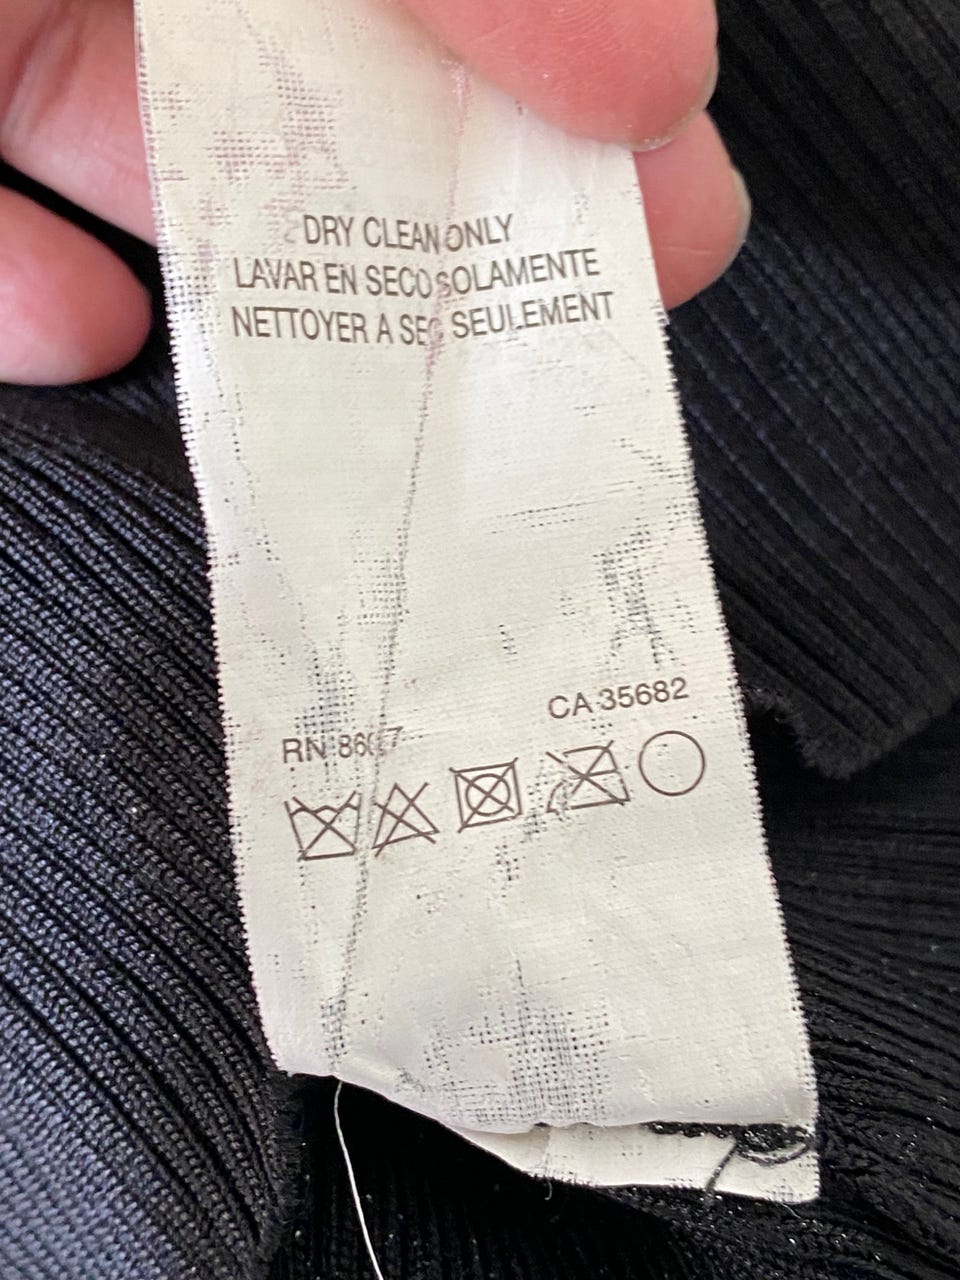 DRY CLEAN ONLY
LAVAR EN SECO SOLAMENTE
NETTOYER A SEC SEULEMENT
CA 35682
RN